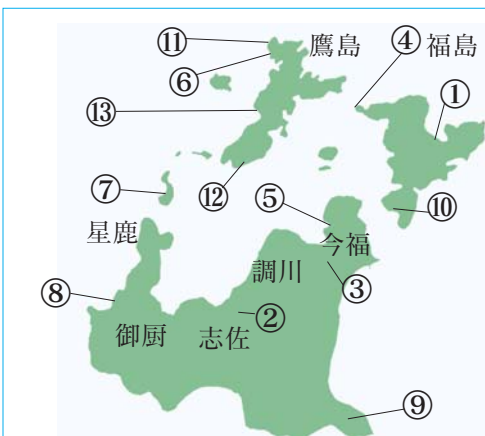 ⑪ 鷹島 ④ 福島
⑥ ①
⑬
⑦ ⑫ ⑤ ⑩
星鹿 今福
調川 ③
⑧ ②
御厨 志佐
⑨